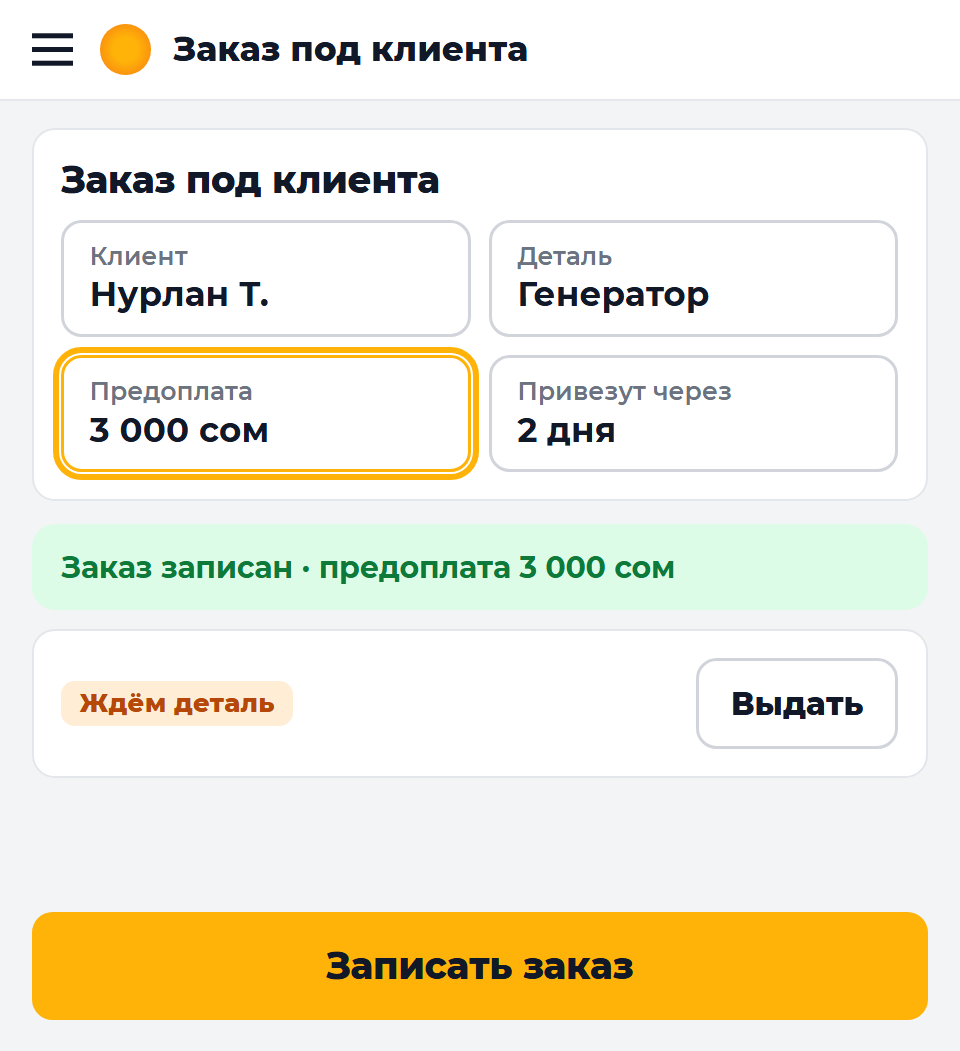 Заказ под клиента
Заказ под клиента
Клиент
Нурлан Т.
Деталь
Генератор
Предоплата
3 000 сом
Привезут через
2 дня
Заказ записан · предоплата 3 000 сом
Ждём деталь
Выдать
Записать заказ